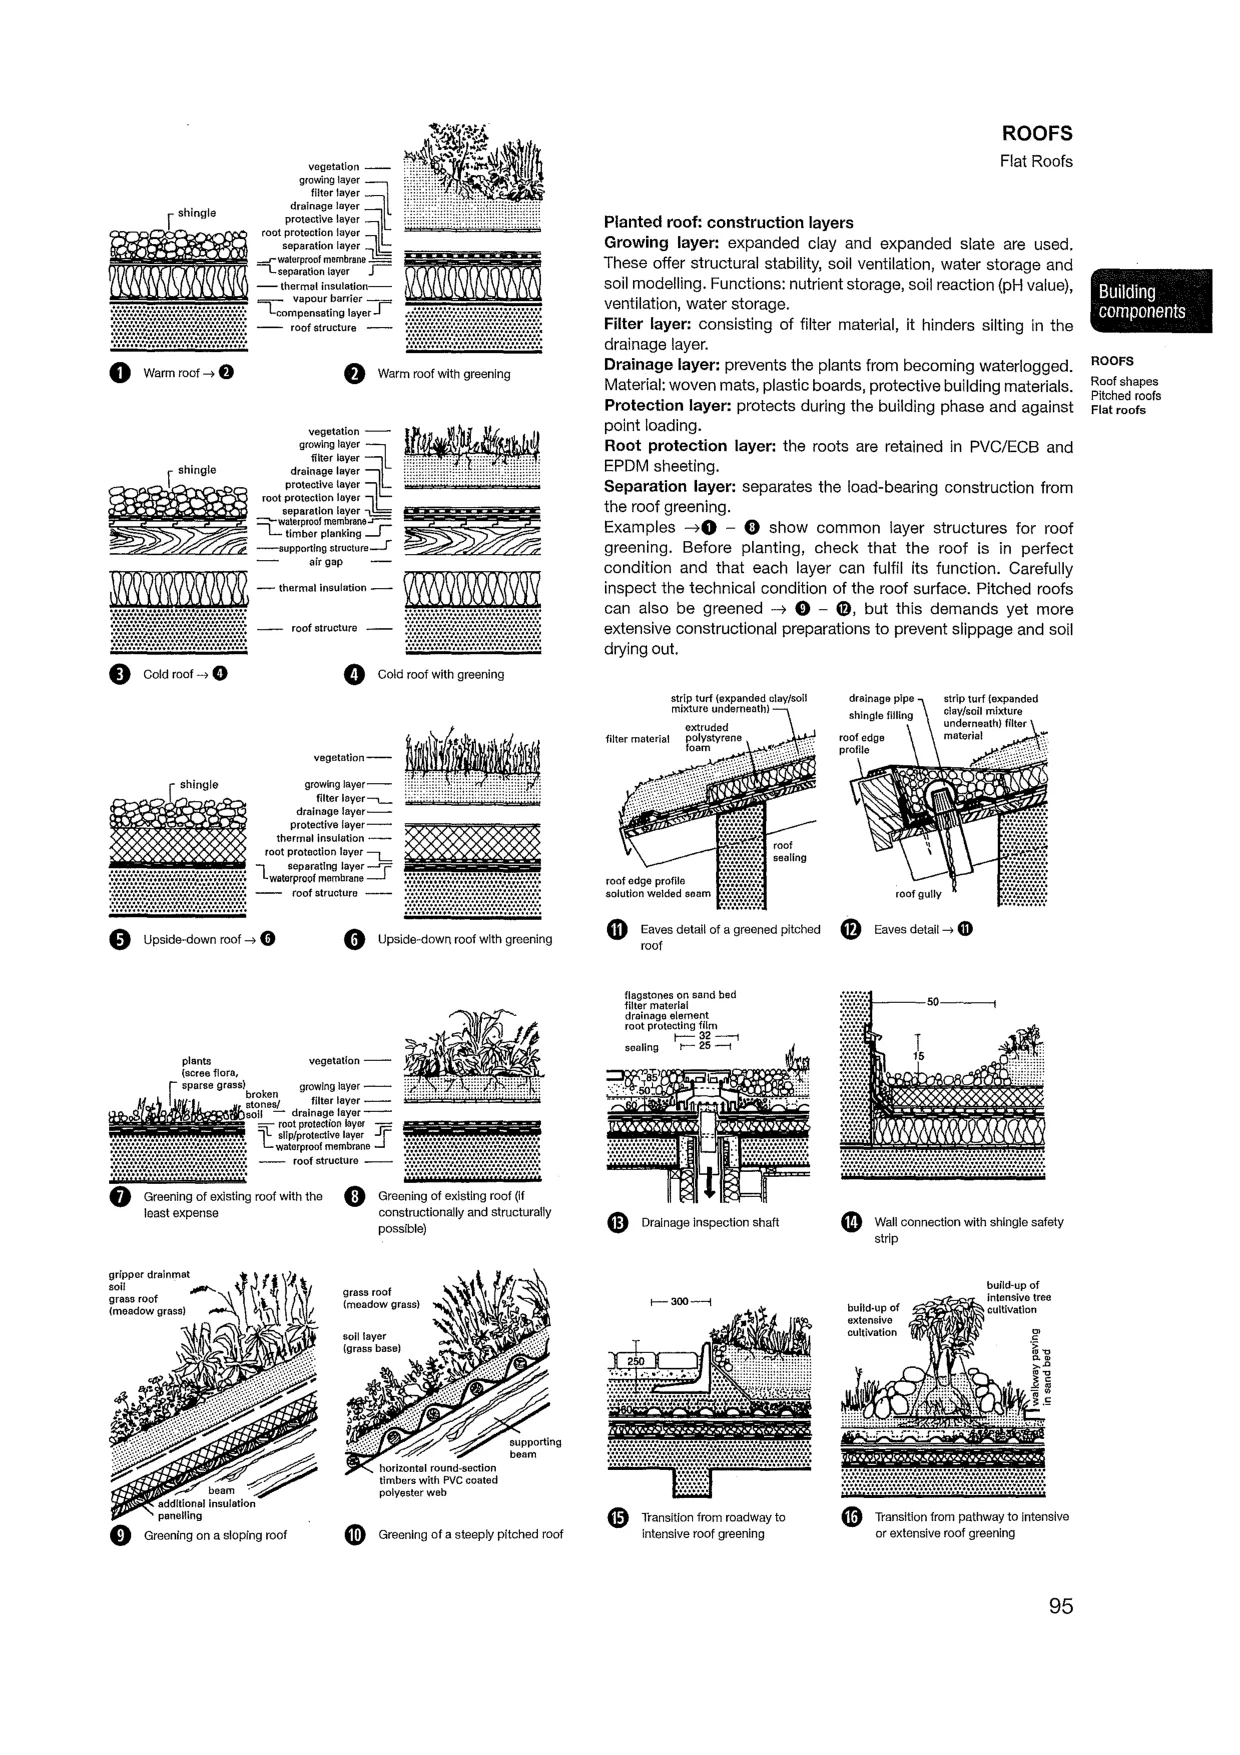 ROOFS
Flat Roofs
vegetation
growing layer
filter layer
drainage layer
protective layer
root protection layer
separation layer
waterproof membrane
separation layer
thermal insulation
vapour barrier
compensating layer
roof structure
shingle
1 Warm roof → 2
2 Warm roof with greening
vegetation
growing layer
filter layer
drainage layer
protective layer
root protection layer
separation layer
waterproof membrane
timber planking
supporting structure
air gap
thermal insulation
roof structure
shingle
3 Cold roof → 4
4 Cold roof with greening
vegetation
shingle
growing layer
filter layer
drainage layer
protective layer
thermal insulation
root protection layer
separating layer
waterproof membrane
roof structure
5 Upside-down roof → 6
6 Upside-down roof with greening
plants
(scree flora,
sparse grass)
broken
stones/
soil
vegetation
growing layer
filter layer
drainage layer
root protection layer
slip/protective layer
waterproof membrane
roof structure
7 Greening of existing roof with the
least expense
8 Greening of existing roof (if
constructionally and structurally
possible)
gripper drainmat
soil
grass roof
(meadow grass)
beam
additional insulation
panelling
9 Greening on a sloping roof
grass roof
(meadow grass)
soil layer
(grass base)
supporting
beam
horizontal round-section
timbers with PVC coated
polyester web
10 Greening of a steeply pitched roof
Planted roof: construction layers
Growing layer: expanded clay and expanded slate are used.
These offer structural stability, soil ventilation, water storage and
soil modelling. Functions: nutrient storage, soil reaction (pH value),
ventilation, water storage.
Filter layer: consisting of filter material, it hinders silting in the
drainage layer.
Drainage layer: prevents the plants from becoming waterlogged.
Material: woven mats, plastic boards, protective building materials.
Protection layer: protects during the building phase and against
point loading.
Root protection layer: the roots are retained in PVC/ECB and
EPDM sheeting.
Separation layer: separates the load-bearing construction from
the roof greening.
Examples → 1 – 8 show common layer structures for roof
greening. Before planting, check that the roof is in perfect
condition and that each layer can fulfil its function. Carefully
inspect the technical condition of the roof surface. Pitched roofs
can also be greened → 9 – 12, but this demands yet more
extensive constructional preparations to prevent slippage and soil
drying out.
strip turf (expanded clay/soil
mixture underneath)
extruded
polystyrene
foam
filter material
roof
sealing
roof edge profile
solution welded seam
11 Eaves detail of a greened pitched
roof
drainage pipe
shingle filling
roof edge
profile
strip turf (expanded
clay/soil mixture
underneath) filter
material
roof gully
12 Eaves detail → 11
flagstones on sand bed
filter material
drainage element
root protecting film
sealing
32
25
85
50
60
13 Drainage inspection shaft
50
15
14 Wall connection with shingle safety
strip
300
250
60
15 Transition from roadway to
intensive roof greening
build-up of
extensive
cultivation
build-up of
intensive tree
cultivation
walkway paving
in sand bed
16 Transition from pathway to intensive
or extensive roof greening
Building
components
ROOFS
Roof shapes
Pitched roofs
Flat roofs
95